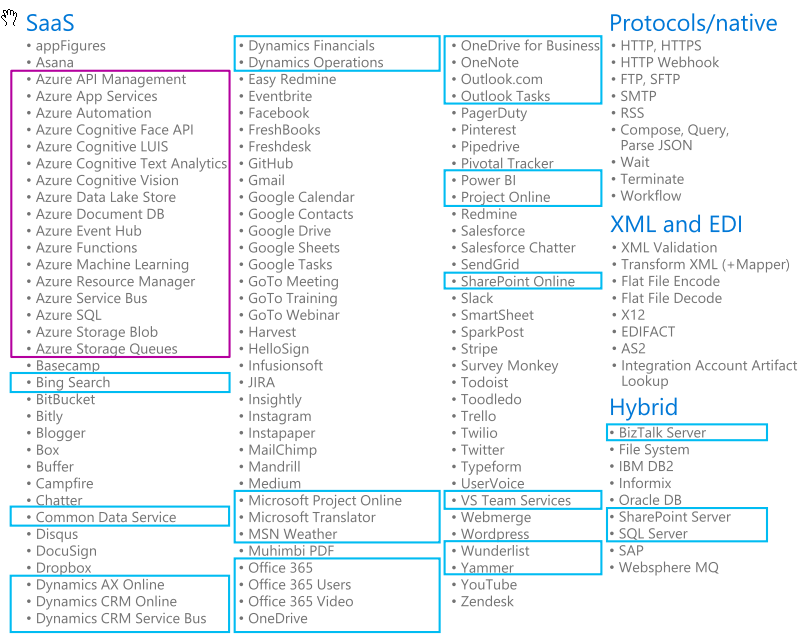 SaaS
• appFigures
• Asana
• Azure API Management
• Azure App Services
• Azure Automation
• Azure Cognitive Face API
• Azure Cognitive LUIS
• Azure Cognitive Text Analytics
• Azure Cognitive Vision
• Azure Data Lake Store
• Azure Document DB
• Azure Event Hub
• Azure Functions
• Azure Machine Learning
• Azure Resource Manager
• Azure Service Bus
• Azure SQL
• Azure Storage Blob
• Azure Storage Queues
• Basecamp
• Bing Search
• BitBucket
• Bitly
• Blogger
• Box
• Buffer
• Campfire
• Chatter
• Common Data Service
• Disqus
• DocuSign
• Dropbox
• Dynamics AX Online
• Dynamics CRM Online
• Dynamics CRM Service Bus
• Dynamics Financials
• Dynamics Operations
• Easy Redmine
• Eventbrite
• Facebook
• FreshBooks
• Freshdesk
• GitHub
• Gmail
• Google Calendar
• Google Contacts
• Google Drive
• Google Sheets
• Google Tasks
• GoTo Meeting
• GoTo Training
• GoTo Webinar
• Harvest
• HelloSign
• Infusionsoft
• JIRA
• Insightly
• Instagram
• Instapaper
• MailChimp
• Mandrill
• Medium
• Microsoft Project Online
• Microsoft Translator
• MSN Weather
• Muhimbi PDF
• Office 365
• Office 365 Users
• Office 365 Video
• OneDrive
• OneDrive for Business
• OneNote
• Outlook.com
• Outlook Tasks
• PagerDuty
• Pinterest
• Pipedrive
• Pivotal Tracker
• Power BI
• Project Online
• Redmine
• Salesforce
• Salesforce Chatter
• SendGrid
• SharePoint Online
• Slack
• SmartSheet
• SparkPost
• Stripe
• Survey Monkey
• Todoist
• Toodledo
• Trello
• Twilio
• Twitter
• Typeform
• UserVoice
• VS Team Services
• Webmerge
• Wordpress
• Wunderlist
• Yammer
• YouTube
• Zendesk
Protocols/native
• HTTP, HTTPS
• HTTP Webhook
• FTP, SFTP
• SMTP
• RSS
• Compose, Query,
Parse JSON
• Wait
• Terminate
• Workflow
XML and EDI
• XML Validation
• Transform XML (+Mapper)
• Flat File Encode
• Flat File Decode
• X12
• EDIFACT
• AS2
• Integration Account Artifact
Lookup
Hybrid
• BizTalk Server
• File System
• IBM DB2
• Informix
• Oracle DB
• SharePoint Server
• SQL Server
• SAP
• Websphere MQ